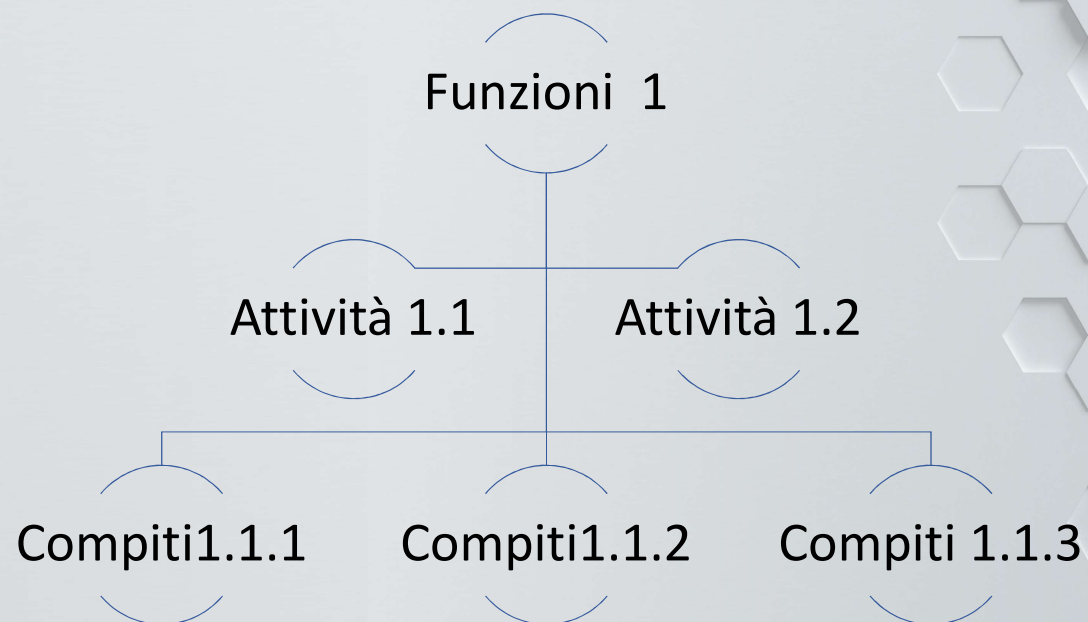 Funzioni 1
Attività 1.1 Attività 1.2
Compiti1.1.1 Compiti1.1.2 Compiti 1.1.3